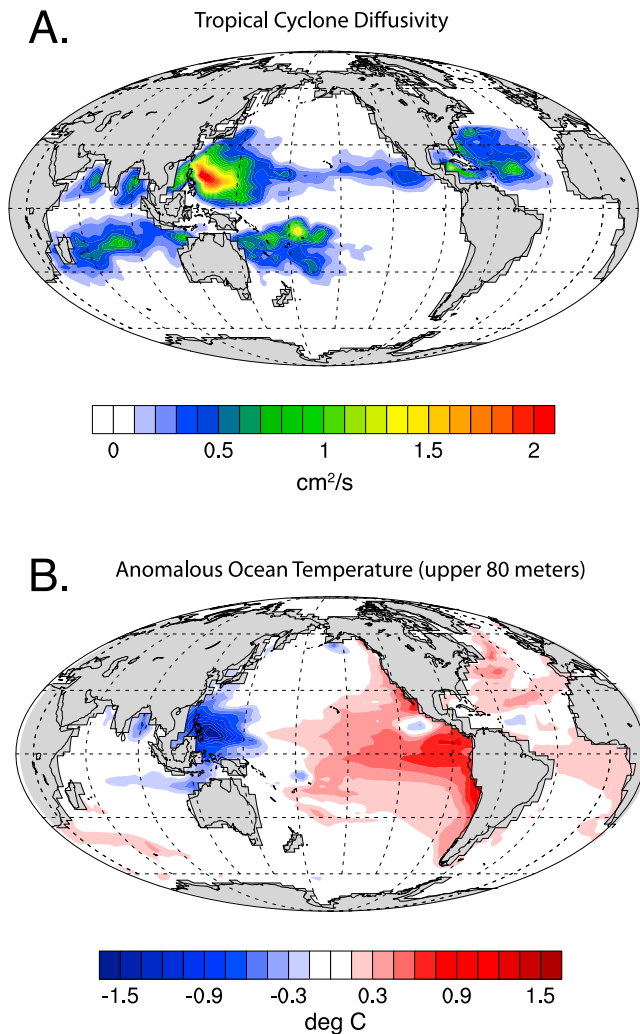 A.
Tropical Cyclone Diffusivity
0 0.5 1 1.5 2
cm²/s
B.
Anomalous Ocean Temperature (upper 80 meters)
-1.5 -0.9 -0.3 0.3 0.9 1.5
deg C